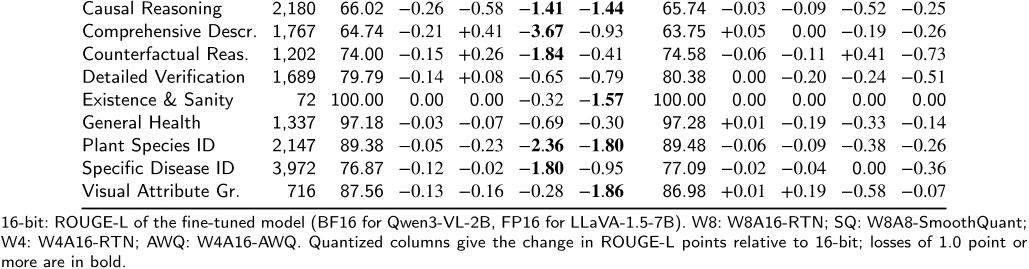 Causal Reasoning 2,180 66.02 −0.26 −0.58 −1.41 −1.44 65.74 −0.03 −0.09 −0.52 −0.25
Comprehensive Descr. 1,767 64.74 −0.21 +0.41 −3.67 −0.93 63.75 +0.05 0.00 −0.19 −0.26
Counterfactual Reas. 1,202 74.00 −0.15 +0.26 −1.84 −0.41 74.58 −0.06 −0.11 +0.41 −0.73
Detailed Verification 1,689 79.79 −0.14 +0.08 −0.65 −0.79 80.38 0.00 −0.20 −0.24 −0.51
Existence & Sanity 72 100.00 0.00 0.00 −0.32 −1.57 100.00 0.00 0.00 0.00 0.00
General Health 1,337 97.18 −0.03 −0.07 −0.69 −0.30 97.28 +0.01 −0.19 −0.33 −0.14
Plant Species ID 2,147 89.38 −0.05 −0.23 −2.36 −1.80 89.48 −0.06 −0.09 −0.38 −0.26
Specific Disease ID 3,972 76.87 −0.12 −0.02 −1.80 −0.95 77.09 −0.02 −0.04 0.00 −0.36
Visual Attribute Gr. 716 87.56 −0.13 −0.16 −0.28 −1.86 86.98 +0.01 +0.19 −0.58 −0.07
16-bit: ROUGE-L of the fine-tuned model (BF16 for Qwen3-VL-2B, FP16 for LLaVA-1.5-7B). W8: W8A16-RTN; SQ: W8A8-SmoothQuant;
W4: W4A16-RTN; AWQ: W4A16-AWQ. Quantized columns give the change in ROUGE-L points relative to 16-bit; losses of 1.0 point or
more are in bold.